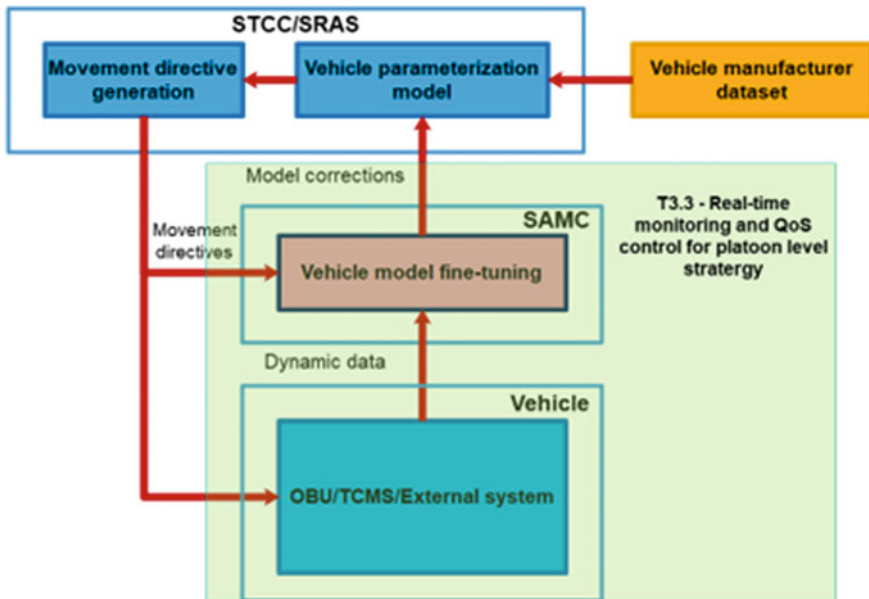 STCC/SRAS
Movement directive
generation
Vehicle parameterization
model
Vehicle manufacturer
dataset
Model corrections
T3.3 - Real-time
monitoring and QoS
control for platoon level
stratergy
SAMC
Movement
directives
Vehicle model fine-tuning
Dynamic data
Vehicle
OBU/TCMS/External system